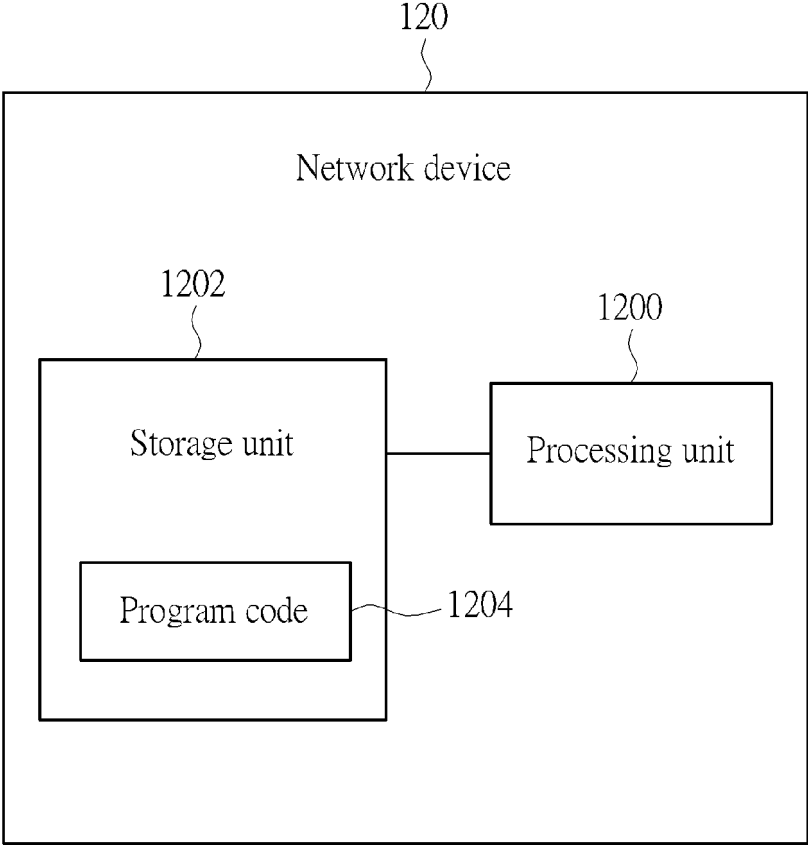 120
Network device
1202
1200
Storage unit
Processing unit
Program code
1204